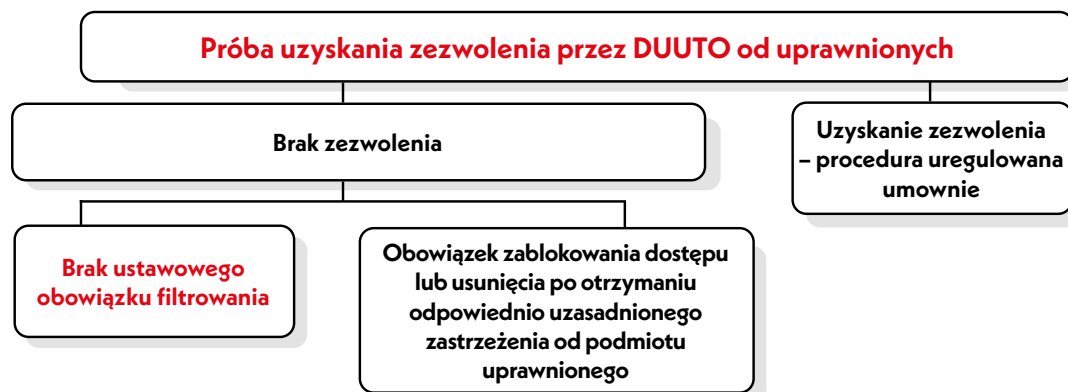 Próba uzyskania zezwolenia przez DUUTO od uprawnionych
Brak zezwolenia
Uzyskanie zezwolenia
– procedura uregulowana
umownie
Brak ustawowego
obowiązku filtrowania
Obowiązek zablokowania dostępu
lub usunięcia po otrzymaniu
odpowiednio uzasadnionego
zastrzeżenia od podmiotu
uprawnionego